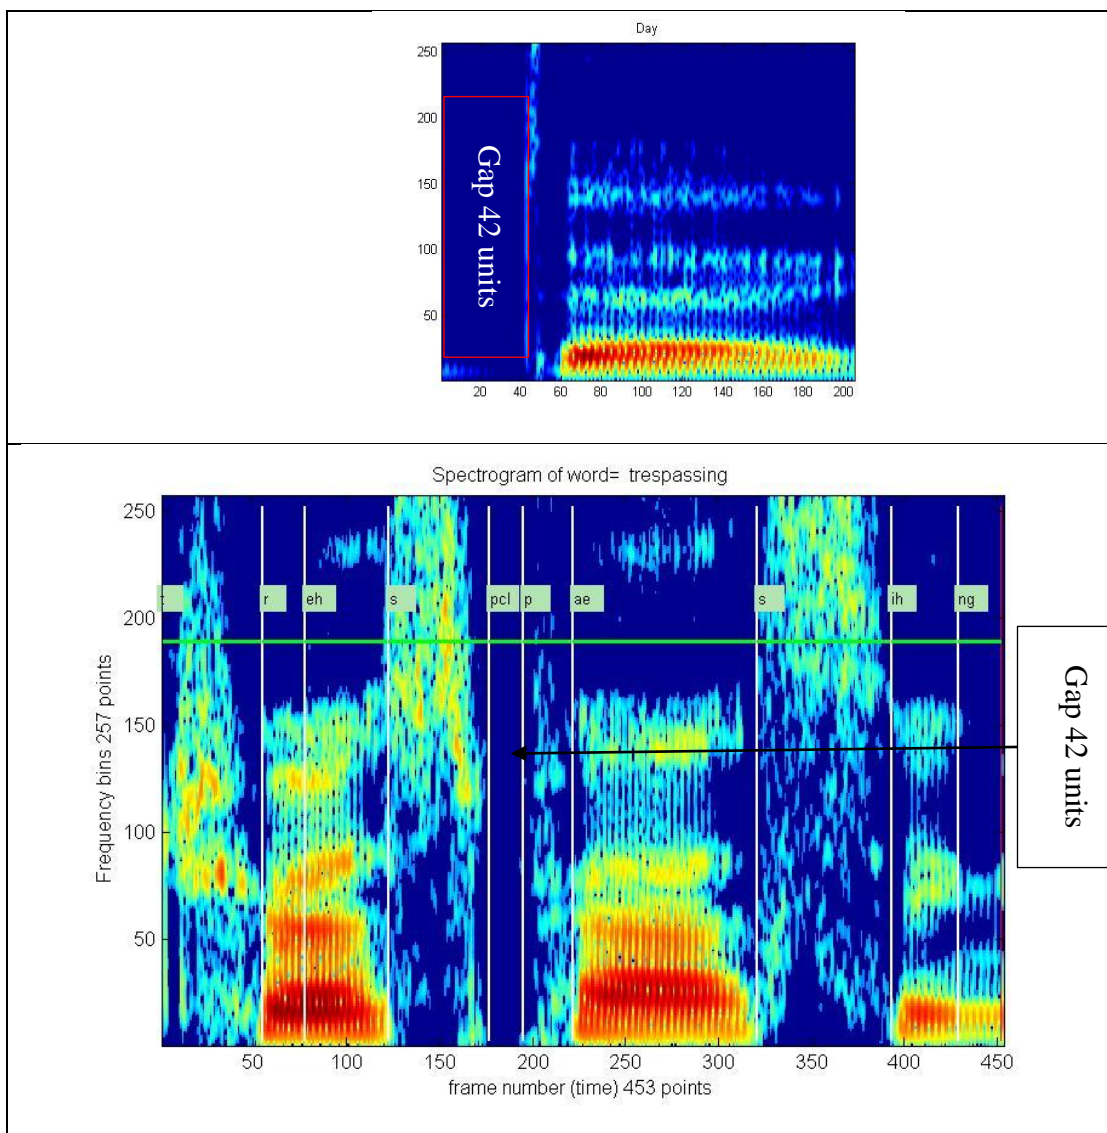 Day
250
200
150
100
50
Gap 42 units
20 40 60 80 100 120 140 160 180 200
Spectrogram of word= trespassing
Frequency bins 257 points
250
200
150
100
50
t r eh s pcl p ae s ih ng
Gap 42 units
50 100 150 200 250 300 350 400 450
frame number (time) 453 points